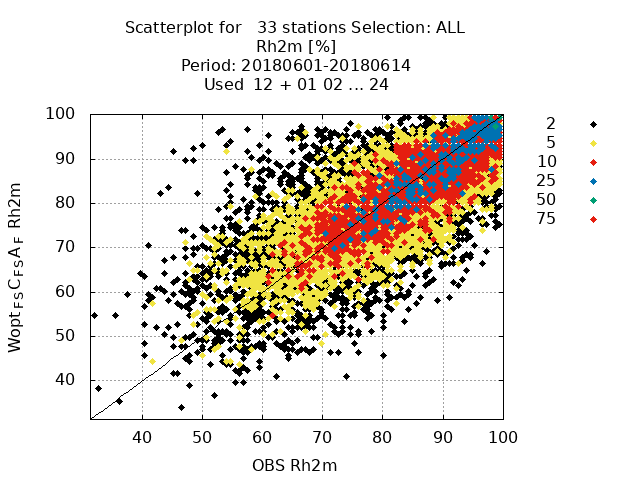 Scatterplot for 33 stations Selection: ALL
Rh2m [%]
Period: 20180601-20180614
Used 12 + 01 02 ... 24
100
90
80
70
60
50
40
40 50 60 70 80 90 100
OBS Rh2m
Wopt FS C FS A F Rh2m
2
5
10
25
50
75